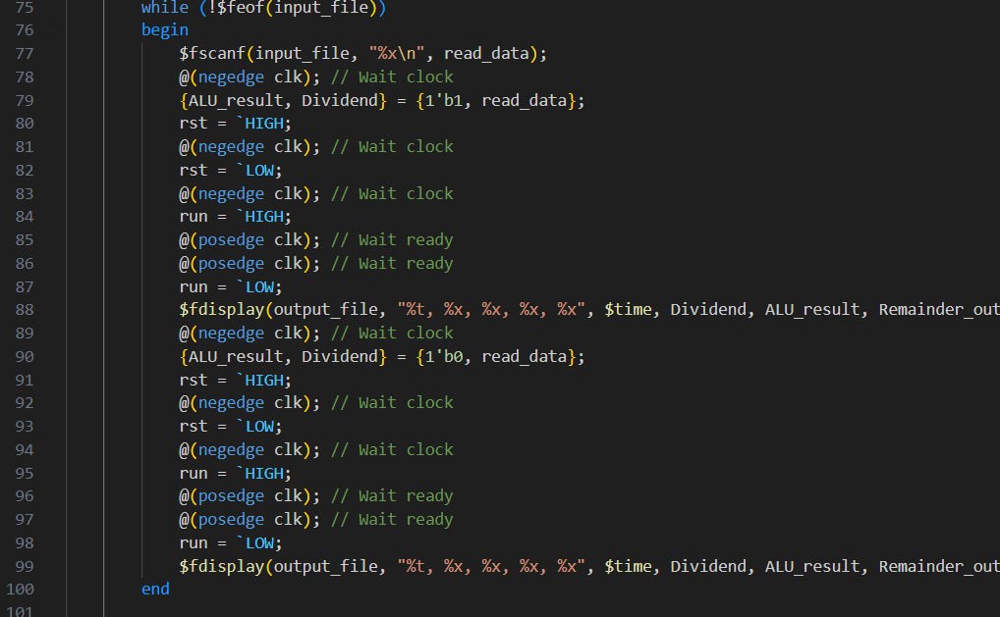 75 while (!$feof(input_file))
76 begin
77 $fscanf(input_file, "%x\n", read_data);
78 @(negedge clk); // Wait clock
79 {ALU_result, Dividend} = {1'b1, read_data};
80 rst = `HIGH;
81 @(negedge clk); // Wait clock
82 rst = `LOW;
83 @(negedge clk); // Wait clock
84 run = `HIGH;
85 @(posedge clk); // Wait ready
86 @(posedge clk); // Wait ready
87 run = `LOW;
88 $fdisplay(output_file, "%t, %x, %x, %x, %x", $time, Dividend, ALU_result, Remainder_out
89 @(negedge clk); // Wait clock
90 {ALU_result, Dividend} = {1'b0, read_data};
91 rst = `HIGH;
92 @(negedge clk); // Wait clock
93 rst = `LOW;
94 @(negedge clk); // Wait clock
95 run = `HIGH;
96 @(posedge clk); // Wait ready
97 @(posedge clk); // Wait ready
98 run = `LOW;
99 $fdisplay(output_file, "%t, %x, %x, %x, %x", $time, Dividend, ALU_result, Remainder_out
100 end
101